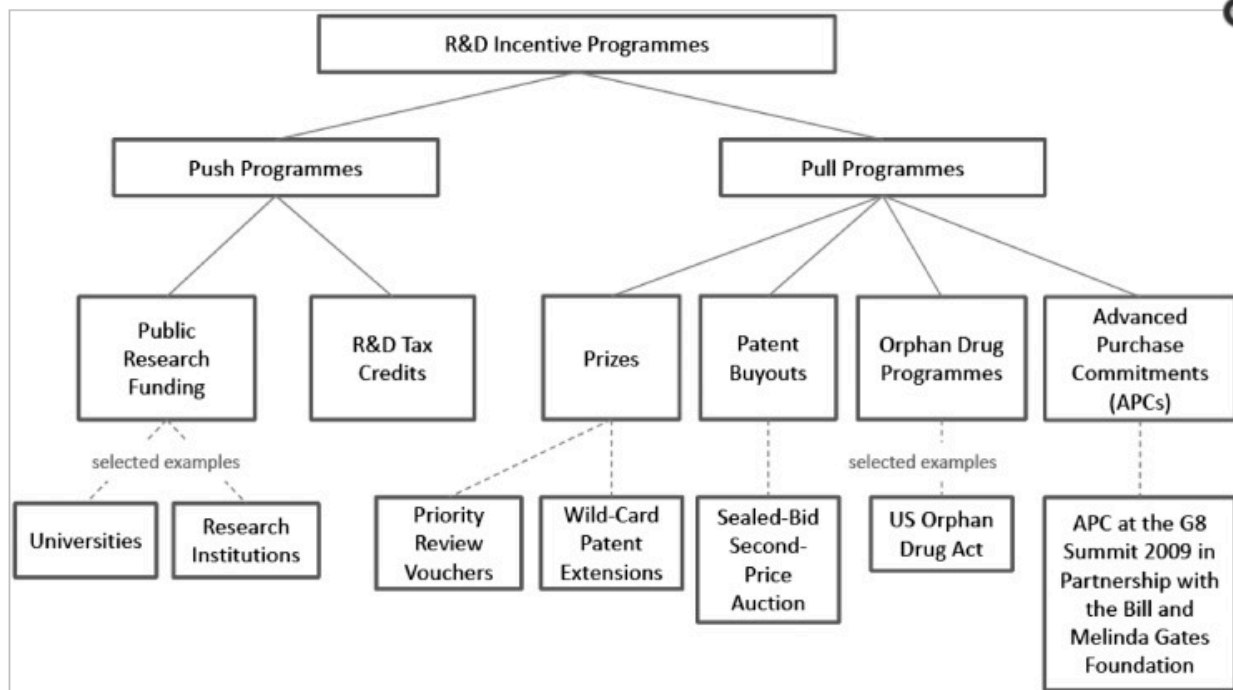 R&D Incentive Programmes
Push Programmes
Pull Programmes
Public
Research
Funding
R&D Tax
Credits
Prizes
Patent
Buyouts
Orphan Drug
Programmes
Advanced
Purchase
Commitments
(APCs)
selected examples
selected examples
Universities
Research
Institutions
Priority
Review
Vouchers
Wild-Card
Patent
Extensions
Sealed-Bid
Second-
Price
Auction
US Orphan
Drug Act
APC at the G8
Summit 2009 in
Partnership with
the Bill and
Melinda Gates
Foundation